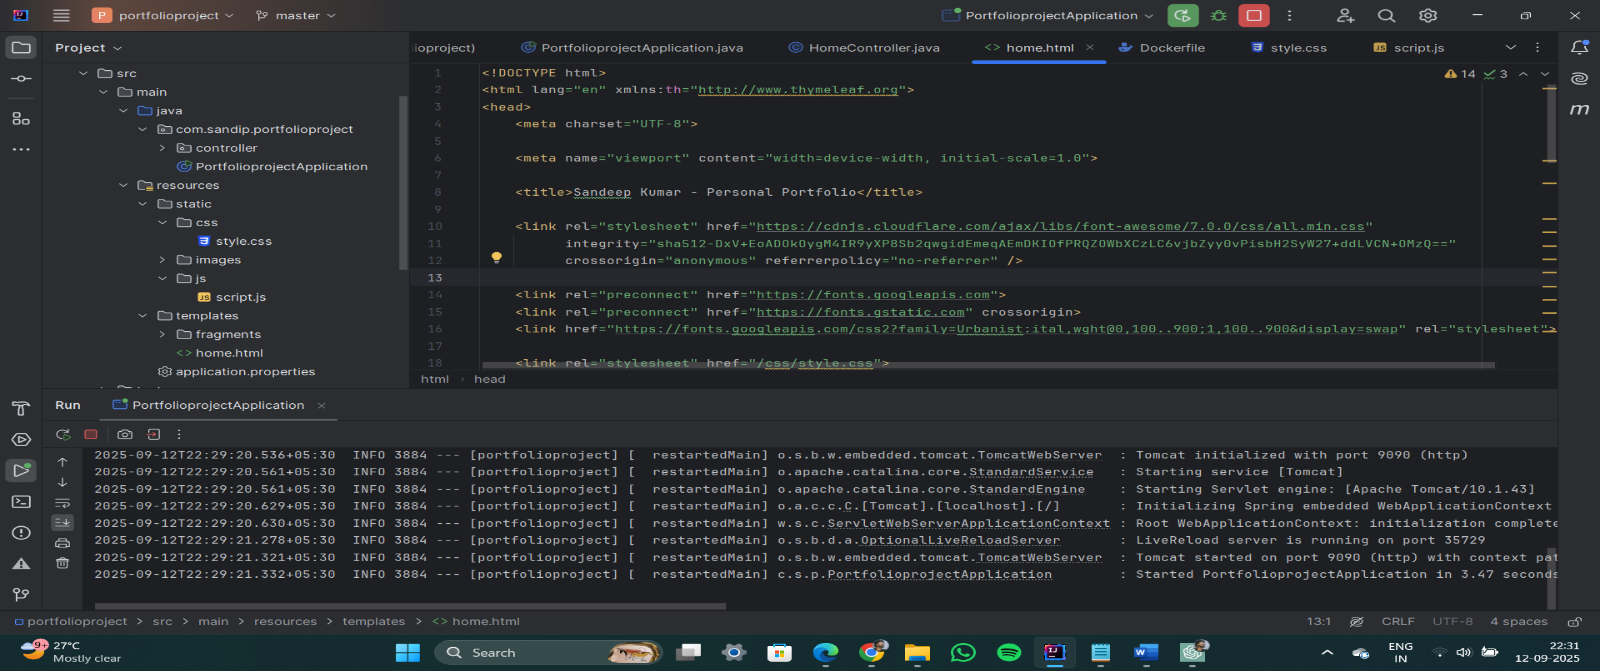 P portfolioproject master PortfolioprojectApplication
Project
ioproject) PortfolioprojectApplication.java HomeController.java <> home.html Dockerfile style.css script.js
src
main
java
com.sandip.portfolioproject
controller
PortfolioprojectApplication
resources
static
css
style.css
images
js
script.js
templates
fragments
<> home.html
application.properties
14 3
1 <!DOCTYPE html>
2 <html lang="en" xmlns:th="http://www.thymeleaf.org">
3 <head>
4 <meta charset="UTF-8">
5
6 <meta name="viewport" content="width=device-width, initial-scale=1.0">
7
8 <title>Sandeep Kumar - Personal Portfolio</title>
9
10 <link rel="stylesheet" href="https://cdnjs.cloudflare.com/ajax/libs/font-awesome/7.0.0/css/all.min.css"
11 integrity="sha512-DxV+EoADOkOygM4IR9yXP8Sb2qwgidEmeqAEmDKIOfPRQZOWbXCzLC6vjbZyy0vPisbH2SyW27+ddLVCN+OMzQ=="
12 crossorigin="anonymous" referrerpolicy="no-referrer" />
13
14 <link rel="preconnect" href="https://fonts.googleapis.com">
15 <link rel="preconnect" href="https://fonts.gstatic.com" crossorigin>
16 <link href="https://fonts.googleapis.com/css2?family=Urbanist:ital,wght@0,100..900;1,100..900&display=swap" rel="stylesheet">
17
18 <link rel="stylesheet" href="/css/style.css">
html › head
Run PortfolioprojectApplication
2025-09-12T22:29:20.536+05:30 INFO 3884 --- [portfolioproject] [ restartedMain] o.s.b.w.embedded.tomcat.TomcatWebServer : Tomcat initialized with port 9090 (http)
2025-09-12T22:29:20.561+05:30 INFO 3884 --- [portfolioproject] [ restartedMain] o.apache.catalina.core.StandardService : Starting service [Tomcat]
2025-09-12T22:29:20.561+05:30 INFO 3884 --- [portfolioproject] [ restartedMain] o.apache.catalina.core.StandardEngine : Starting Servlet engine: [Apache Tomcat/10.1.43]
2025-09-12T22:29:20.629+05:30 INFO 3884 --- [portfolioproject] [ restartedMain] o.a.c.c.C.[Tomcat].[localhost].[/] : Initializing Spring embedded WebApplicationContext
2025-09-12T22:29:20.630+05:30 INFO 3884 --- [portfolioproject] [ restartedMain] w.s.c.ServletWebServerApplicationContext : Root WebApplicationContext: initialization complete
2025-09-12T22:29:21.278+05:30 INFO 3884 --- [portfolioproject] [ restartedMain] o.s.b.d.a.OptionalLiveReloadServer : LiveReload server is running on port 35729
2025-09-12T22:29:21.321+05:30 INFO 3884 --- [portfolioproject] [ restartedMain] o.s.b.w.embedded.tomcat.TomcatWebServer : Tomcat started on port 9090 (http) with context pat
2025-09-12T22:29:21.332+05:30 INFO 3884 --- [portfolioproject] [ restartedMain] c.s.p.PortfolioprojectApplication : Started PortfolioprojectApplication in 3.47 seconds
portfolioproject > src > main > resources > templates > <> home.html 13:1 CRLF UTF-8 4 spaces
9+ 27°C
Mostly clear
Search
ENG
IN
22:31
12-09-2025